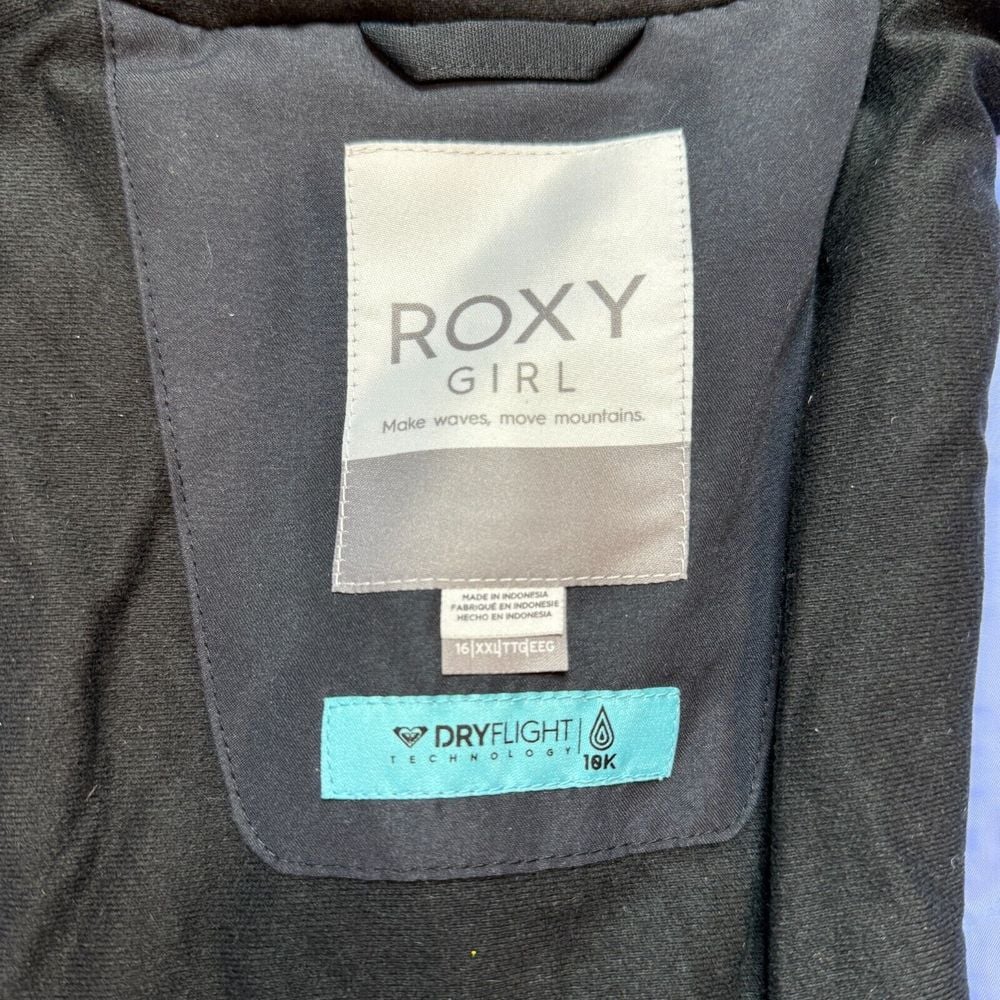 ROXY
GIRL
Make waves, move mountains.
MADE IN INDONESIA
FABRIQUÉ EN INDONESIE
HECHO EN INDONESIA
16|XXL|TTG|EEG
DRYFLIGHT
TECHNOLOGY
10K